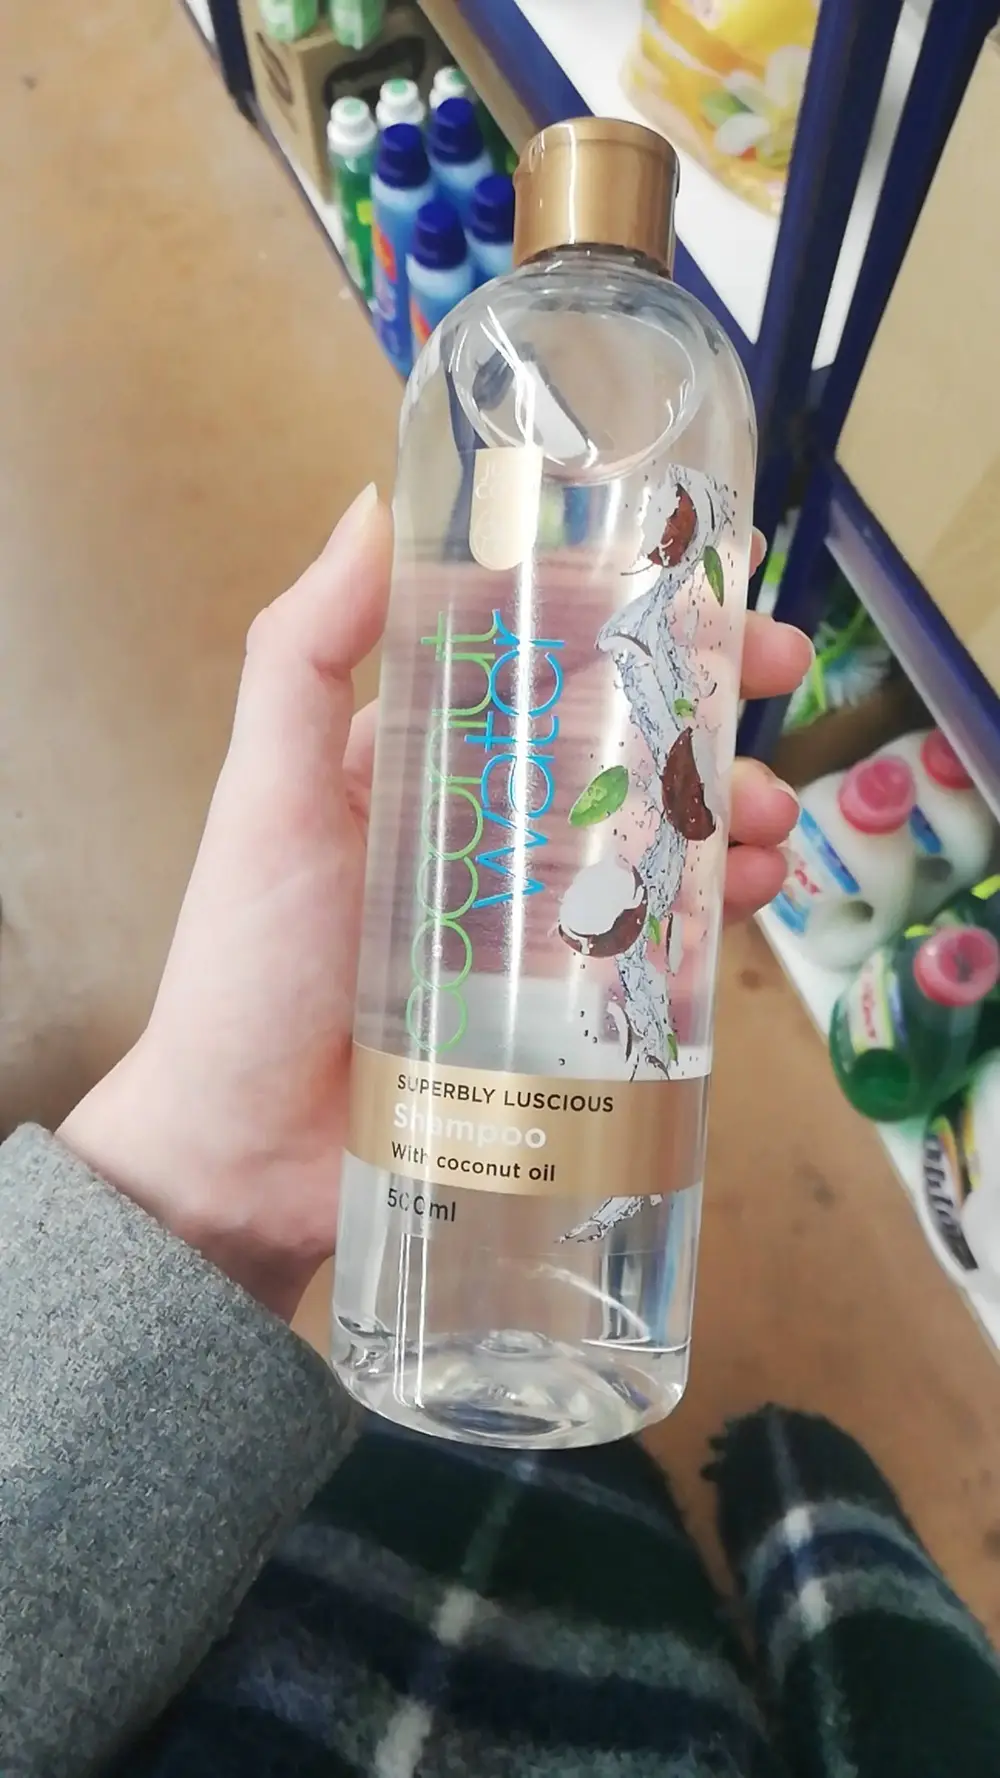 coconut
water
SUPERBLY LUSCIOUS
Shampoo
With coconut oil
500ml